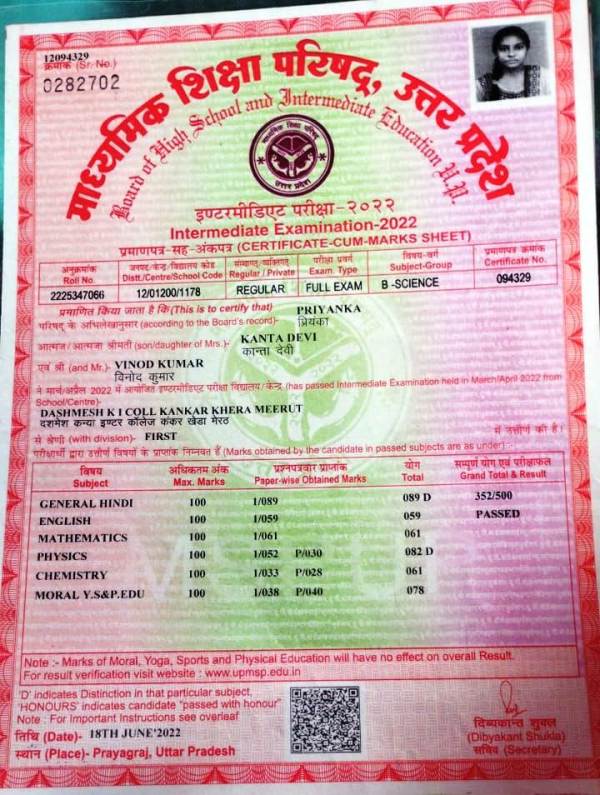 12094329
क्रमांक (Sr. No.)
0282702
माध्यमिक शिक्षा परिषद्, उत्तर प्रदेश
Board of High School and Intermediate Education U.P.
माध्यमिक शिक्षा परिषद्
उत्तर प्रदेश
इण्टरमीडिएट परीक्षा-२०२२
Intermediate Examination-2022
प्रमाणपत्र-सह-अंकपत्र (CERTIFICATE-CUM-MARKS SHEET)
अनुक्रमांक जनपद/केन्द्र/विद्यालय कोड संस्थागत/व्यक्तिगत परीक्षा प्रवर्ग विषय-वर्ग प्रमाणपत्र क्रमांक
Roll No. Distt./Centre/School Code Regular / Private Exam. Type Subject-Group Certificate No.
2225347066 12/01200/1178 REGULAR FULL EXAM B -SCIENCE 094329
प्रमाणित किया जाता है कि(This is to certify that) PRIYANKA
परिषद् के अभिलेखानुसार (according to the Board's record)- प्रियंका
आत्मज/आत्मजा श्रीमती (son/daughter of Mrs.)- KANTA DEVI
कान्ता देवी
एवं श्री (and Mr.)- VINOD KUMAR
विनोद कुमार
ने मार्च/अप्रैल 2022 में आयोजित इण्टरमीडिएट परीक्षा विद्यालय/केन्द्र (has passed Intermediate Examination held in March/April 2022 from
School/Centre)-
DASHMESH K I COLL KANKAR KHERA MEERUT
दशमेश कन्या इण्टर कॉलेज कंकर खेडा मेरठ
से श्रेणी (with division)- FIRST में उत्तीर्ण की है।
परीक्षार्थी द्वारा उत्तीर्ण विषयों के प्राप्तांक निम्नवत हैं (Marks obtained by the candidate in passed subjects are as under)-
विषय अधिकतम अंक प्रश्नपत्रवार प्राप्तांक योग सम्पूर्ण योग एवं परीक्षाफल
Subject Max. Marks Paper-wise Obtained Marks Total Grand Total & Result
GENERAL HINDI 100 1/089 089 D 352/500
ENGLISH 100 1/059 059 PASSED
MATHEMATICS 100 1/061 061
PHYSICS 100 1/052 P/030 082 D
CHEMISTRY 100 1/033 P/028 061
MORAL Y.S&P.EDU 100 1/038 P/040 078
Note :- Marks of Moral, Yoga, Sports and Physical Education will have no effect on overall Result.
For result verification visit website : www.upmsp.edu.in
'D' indicates Distinction in that particular subject.
'HONOURS' indicates candidate "passed with honour"
Note : For Important Instructions see overleaf
तिथि (Date)- 18TH JUNE'2022
स्थान (Place)- Prayagraj, Uttar Pradesh
दिव्यकान्त शुक्ल
(Dibyakant Shukla)
सचिव (Secretary)